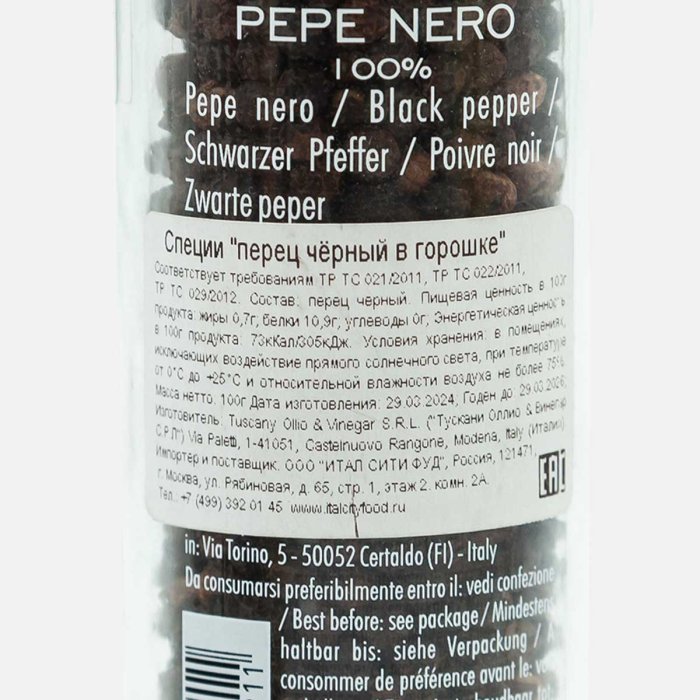 PEPE NERO
100%
Pepe nero / Black pepper /
Schwarzer Pfeffer / Poivre noir /
Zwarte peper
Специи "перец чёрный в горошке"
Соответствует требованиям ТР ТС 021/2011, ТР ТС 022/2011,
ТР ТС 029/2012. Состав: перец черный. Пищевая ценность в 100г
продукта: жиры 0,7г; белки 10,9г; углеводы 0г; Энергетическая ценность
в 100г продукта: 73кКал/305кДж. Условия хранения: в помещениях,
исключающих воздействие прямого солнечного света, при температуре
от 0°С до +25°С и относительной влажности воздуха не более 75%.
Масса нетто: 100г Дата изготовления: 29.03.2024; Годен до: 29.03.2026;
Изготовитель: Tuscany Ollio & Vinegar S.R.L. ("Тускани Оллио & Винегар
С.Р.Л") Via Paletti, 1-41051, Castelnuovo Rangone, Modena, Italy (Италия).
Импортер и поставщик: ООО "ИТАЛ СИТИ ФУД", Россия, 121471,
г. Москва, ул. Рябиновая, д. 65, стр. 1, этаж 2. комн. 2А.
Тел.: +7 (499) 392 01 45 www.italcityfood.ru
EAC
in: Via Torino, 5 - 50052 Certaldo (FI) - Italy
Da consumarsi preferibilmente entro il: vedi confezione
/ Best before: see package / Mindestens
haltbar bis: siehe Verpackung / A
consommer de préférence avant le: voir